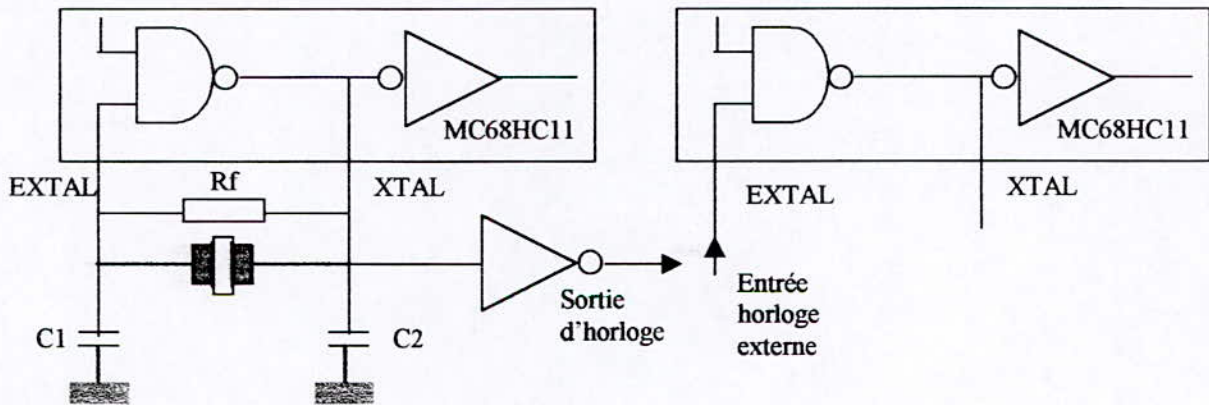 MC68HC11
MC68HC11
EXTAL
Rf
XTAL
EXTAL
XTAL
Sortie
d'horloge
Entrée
horloge
externe
C1
C2